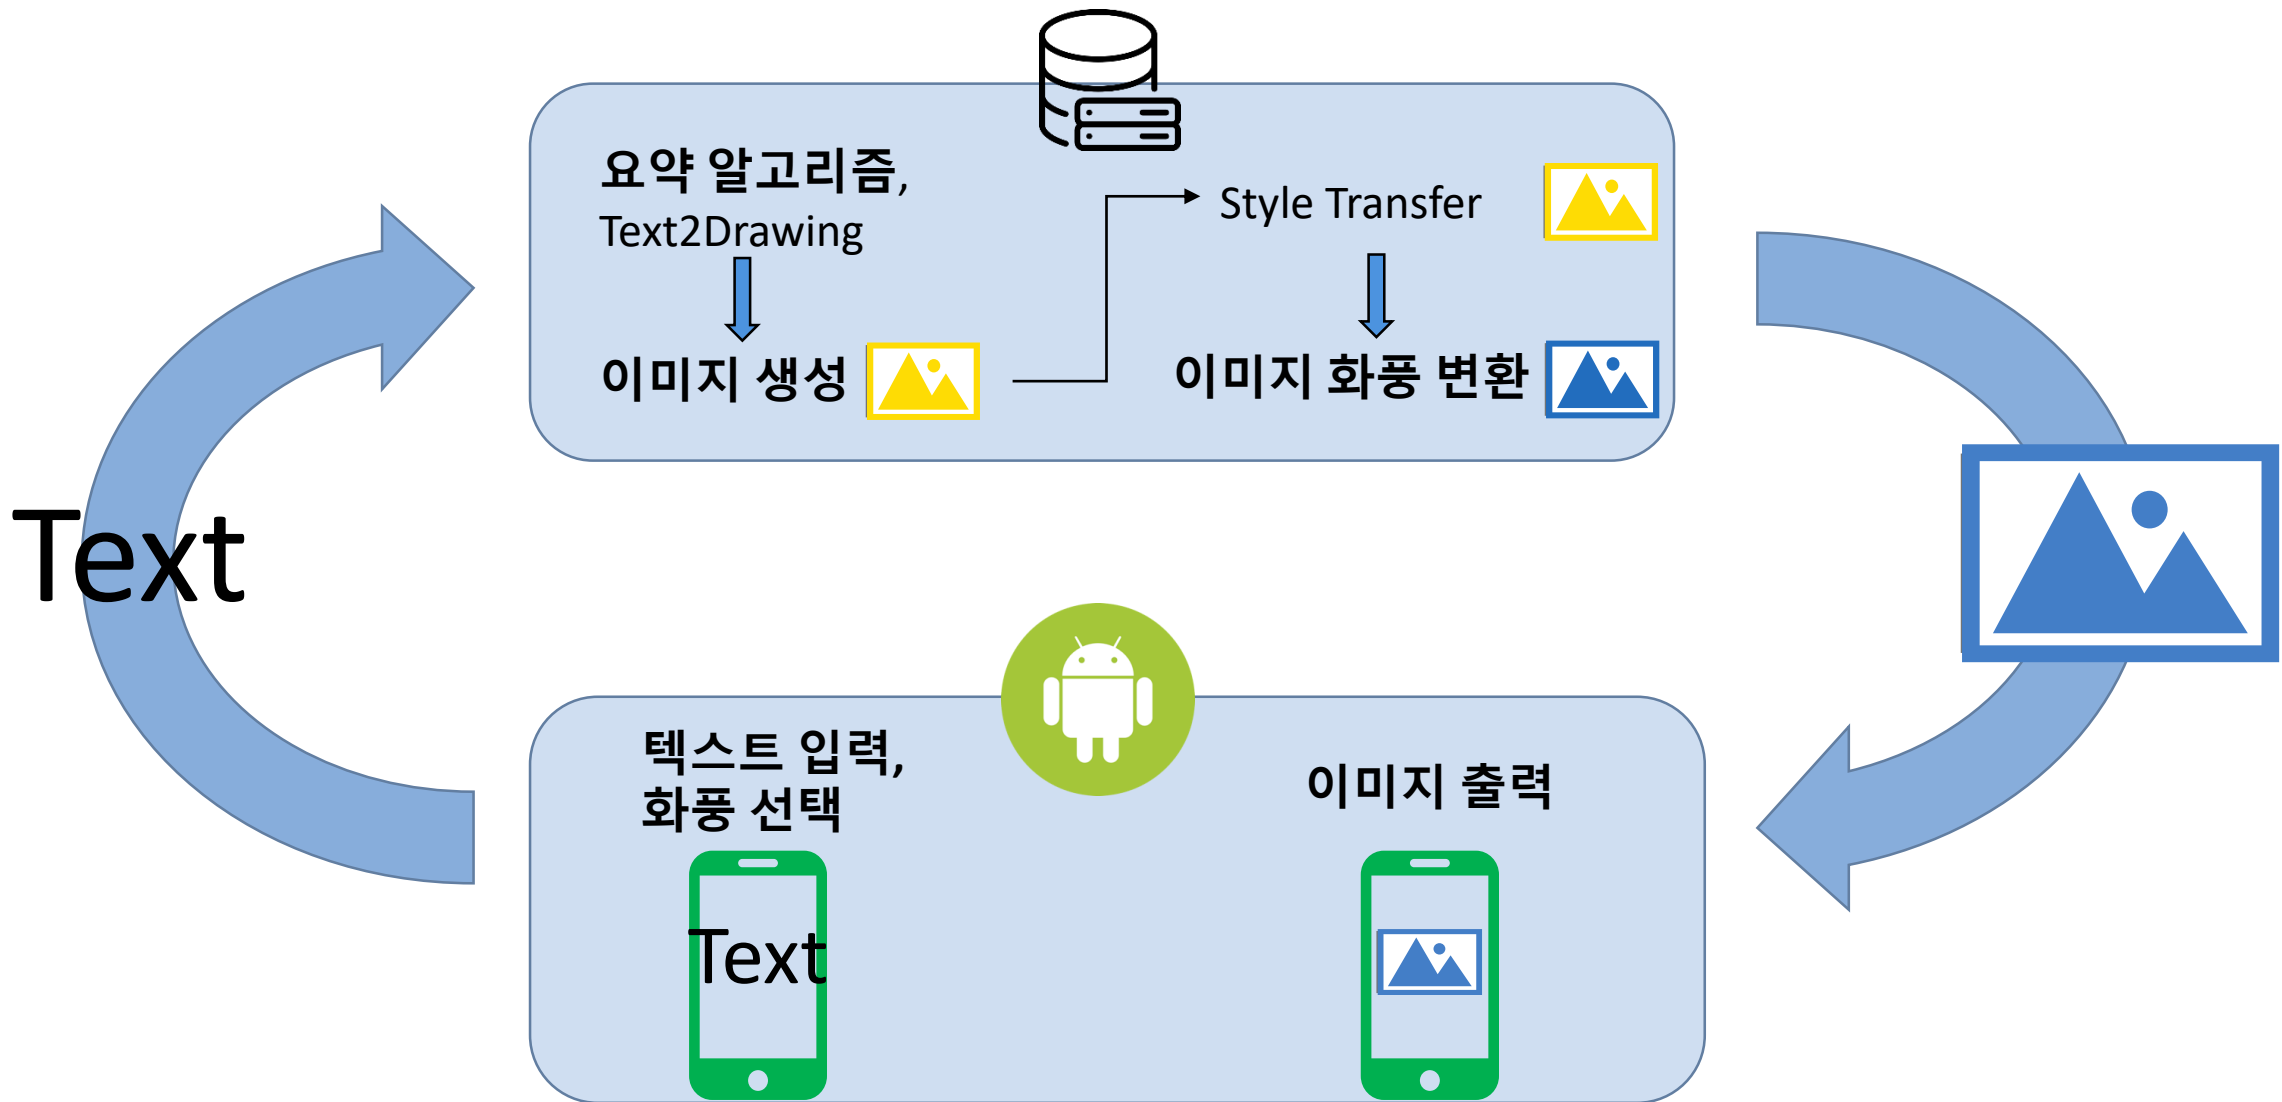 요약 알고리즘,
Text2Drawing
이미지 생성
Style Transfer
이미지 화풍 변환
Text
텍스트 입력,
화풍 선택
Text
이미지 출력